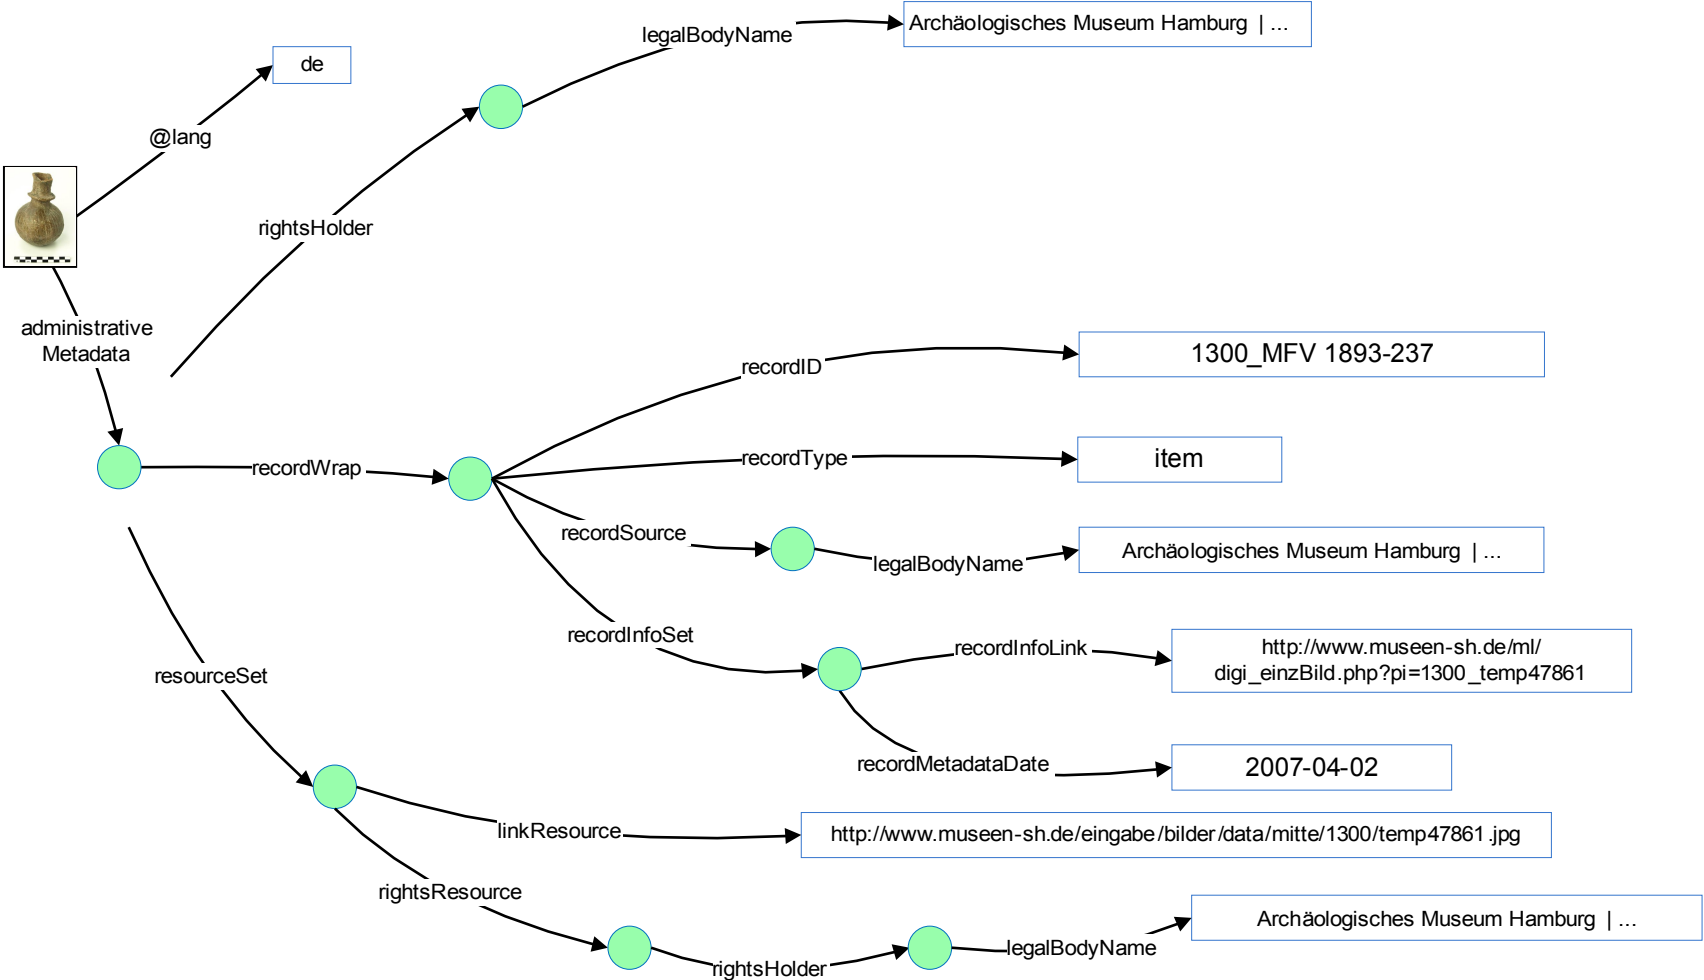 legalBodyName
Archäologisches Museum Hamburg | ...
de
@lang
rightsHolder
administrative
Metadata
recordID
1300_MFV 1893-237
recordWrap
recordType
item
recordSource
legalBodyName
Archäologisches Museum Hamburg | ...
recordInfoSet
recordInfoLink
http://www.museen-sh.de/ml/
digi_einzBild.php?pi=1300_temp47861
resourceSet
recordMetadataDate
2007-04-02
linkResource
http://www.museen-sh.de/eingabe/bilder/data/mitte/1300/temp47861.jpg
rightsResource
rightsHolder
legalBodyName
Archäologisches Museum Hamburg | ...